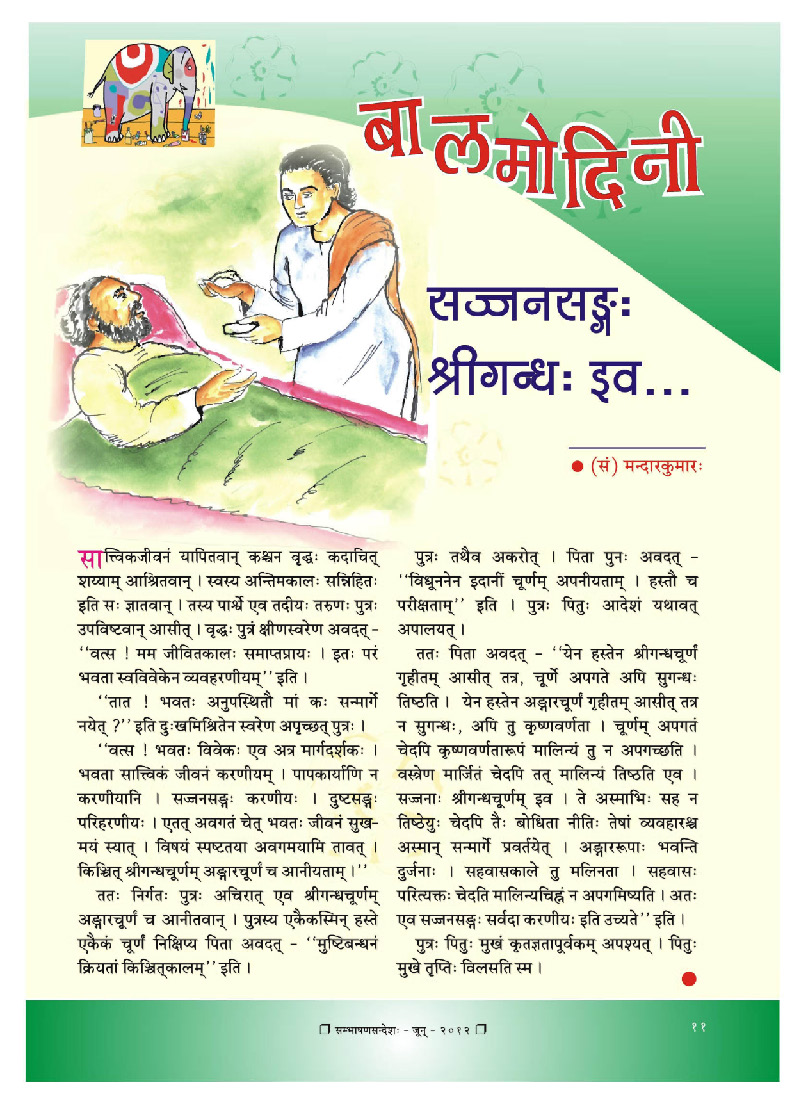 बालमोदिनी
सज्जनसङ्गः
श्रीगन्धः इव...
● (सं) मन्दारकुमारः
सात्त्विकजीवनं यापितवान् कश्चन वृद्धः कदाचित्
शय्याम् आश्रितवान् । स्वस्य अन्तिमकालः सन्निहितः
इति सः ज्ञातवान् । तस्य पार्श्वे एव तदीयः तरुणः पुत्रः
उपविष्टवान् आसीत् । वृद्धः पुत्रं क्षीणस्वरेण अवदत् -
‘‘वत्स ! मम जीवितकालः समाप्तप्रायः । इतः परं
भवता स्वविवेकेन व्यवहरणीयम्’’ इति ।
‘‘तात ! भवतः अनुपस्थितौ मां कः सन्मार्गे
नयेत् ?’’ इति दुःखमिश्रितेन स्वरेण अपृच्छत् पुत्रः ।
‘‘वत्स ! भवतः विवेकः एव अत्र मार्गदर्शकः ।
भवता सात्त्विकं जीवनं करणीयम् । पापकार्याणि न
करणीयानि । सज्जनसङ्गः करणीयः । दुष्टसङ्गः
परिहरणीयः । एतत् अवगतं चेत् भवतः जीवनं सुख-
मयं स्यात् । विषयं स्पष्टतया अवगमयामि तावत् ।
किञ्चित् श्रीगन्धचूर्णम् अङ्गारचूर्णं च आनीयताम् ।’’
ततः निर्गतः पुत्रः अचिरात् एव श्रीगन्धचूर्णम्
अङ्गारचूर्णं च आनीतवान् । पुत्रस्य एकैकस्मिन् हस्ते
एकैकं चूर्णं निक्षिप्य पिता अवदत् - ‘‘मुष्टिबन्धनं
क्रियतां किञ्चित्कालम्’’ इति ।
पुत्रः तथैव अकरोत् । पिता पुनः अवदत् -
‘‘विधूननेन इदानीं चूर्णम् अपनीयताम् । हस्तौ च
परीक्षताम्’’ इति । पुत्रः पितुः आदेशं यथावत्
अपालयत् ।
ततः पिता अवदत् - ‘‘येन हस्तेन श्रीगन्धचूर्णं
गृहीतम् आसीत् तत्र, चूर्णे अपगते अपि सुगन्धः
तिष्ठति । येन हस्तेन अङ्गारचूर्णं गृहीतम् आसीत् तत्र
न सुगन्धः, अपि तु कृष्णवर्णता । चूर्णम् अपगतं
चेदपि कृष्णवर्णतारूपं मालिन्यं तु न अपगच्छति ।
वस्त्रेण मार्जितं चेदपि तत् मालिन्यं तिष्ठति एव ।
सज्जनाः श्रीगन्धचूर्णम् इव । ते अस्माभिः सह न
तिष्ठेयुः चेदपि तैः बोधिता नीतिः तेषां व्यवहारश्च
अस्मान् सन्मार्गे प्रवर्तयेत् । अङ्गाररूपाः भवन्ति
दुर्जनाः । सहवासकाले तु मलिनता । सहवासः
परित्यक्तः चेदति मालिन्यचिह्नं न अपगमिष्यति । अतः
एव सज्जनसङ्गः सर्वदा करणीयः इति उच्यते’’ इति ।
पुत्रः पितुः मुखं कृतज्ञतापूर्वकम् अपश्यत् । पितुः
मुखे तृप्तिः विलसति स्म ।
❐ सम्भाषणसन्देशः - जून् - २०१२ ❐
११